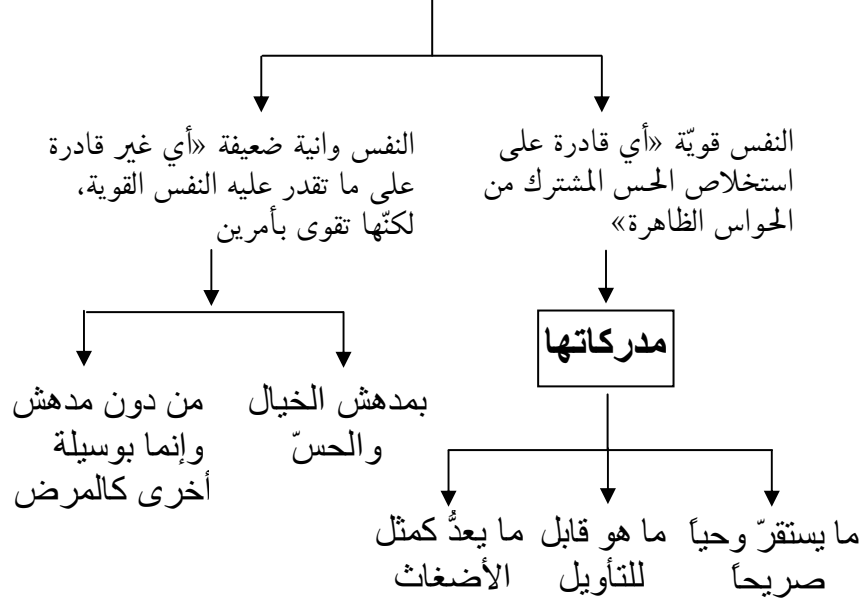 النفس قويّة «أي قادرة على
استخلاص الحس المشترك من
الحواس الظاهرة»
النفس وانية ضعيفة «أي غير قادرة
على ما تقدر عليه النفس القوية،
لكنّها تقوى بأمرين
مدركاتها
بمدهش الخيال
والحسّ
من دون مدهش
وإنما بوسيلة
أخرى كالمرض
ما يستقرّ وحياً
صريحاً
ما هو قابل
للتأويل
ما يعدُّ كمثل
الأضغاث